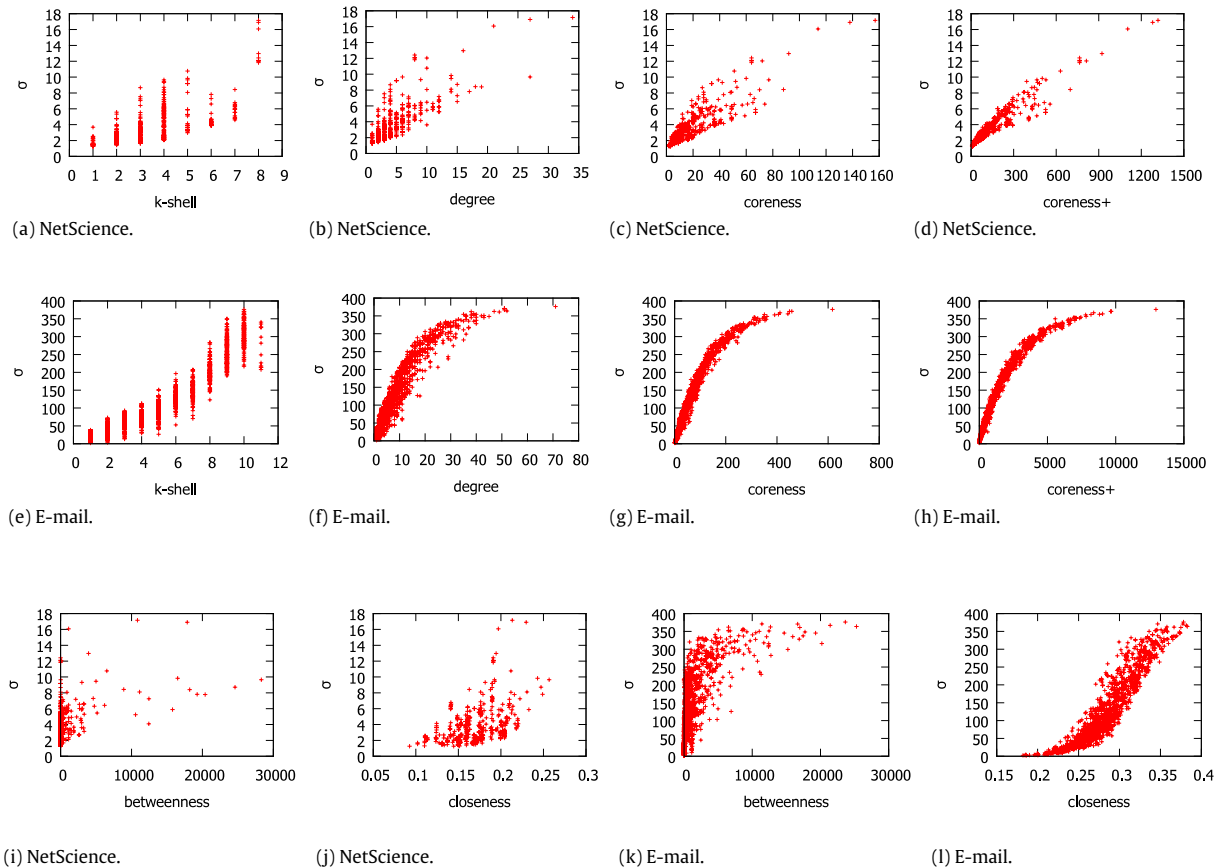 18 16 14 12 10 8 6 4 2 0
σ
0 1 2 3 4 5 6 7 8 9
k-shell
(a) NetScience.
18 16 14 12 10 8 6 4 2 0
σ
0 5 10 15 20 25 30 35
degree
(b) NetScience.
18 16 14 12 10 8 6 4 2 0
σ
0 20 40 60 80 100 120 140 160
coreness
(c) NetScience.
18 16 14 12 10 8 6 4 2 0
σ
0 300 600 900 1200 1500
coreness+
(d) NetScience.
400 350 300 250 200 150 100 50 0
σ
0 2 4 6 8 10 12
k-shell
(e) E-mail.
400 350 300 250 200 150 100 50 0
σ
0 10 20 30 40 50 60 70 80
degree
(f) E-mail.
400 350 300 250 200 150 100 50 0
σ
0 200 400 600 800
coreness
(g) E-mail.
400 350 300 250 200 150 100 50 0
σ
0 5000 10000 15000
coreness+
(h) E-mail.
18 16 14 12 10 8 6 4 2 0
σ
0 10000 20000 30000
betweenness
(i) NetScience.
18 16 14 12 10 8 6 4 2 0
σ
0.05 0.1 0.15 0.2 0.25 0.3
closeness
(j) NetScience.
400 350 300 250 200 150 100 50 0
σ
0 10000 20000 30000
betweenness
(k) E-mail.
400 350 300 250 200 150 100 50 0
σ
0.15 0.2 0.25 0.3 0.35 0.4
closeness
(l) E-mail.